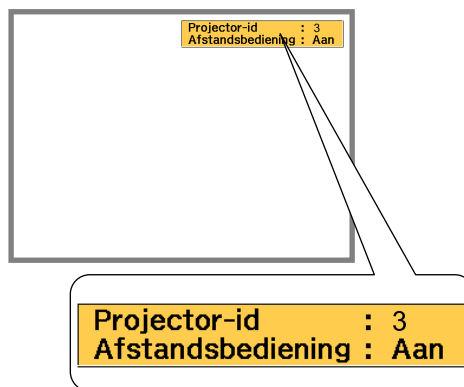 Projector-id : 3
Afstandsbediening : Aan
Projector-id : 3
Afstandsbediening : Aan